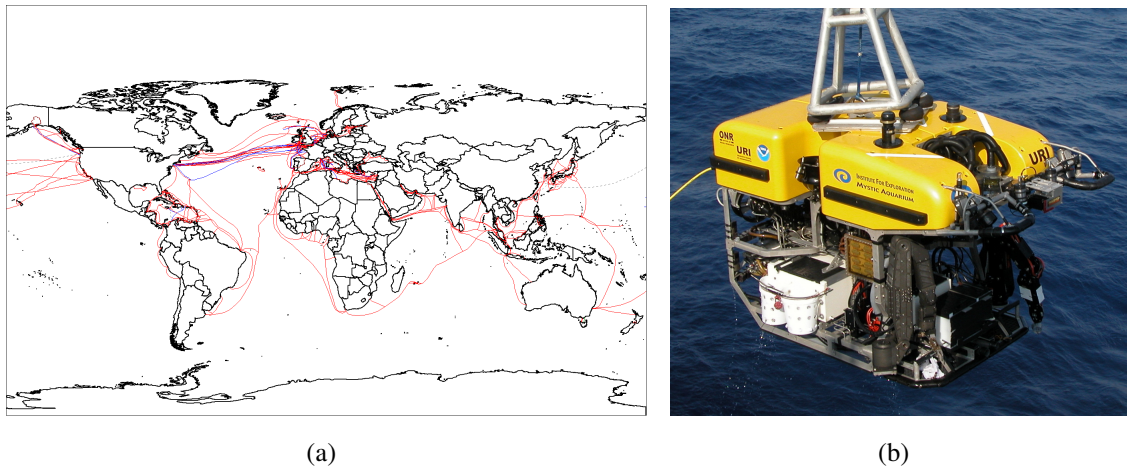 ONR
URI
URI
INSTITUTE FOR EXPLORATION
MYSTIC AQUARIUM
(a)
(b)